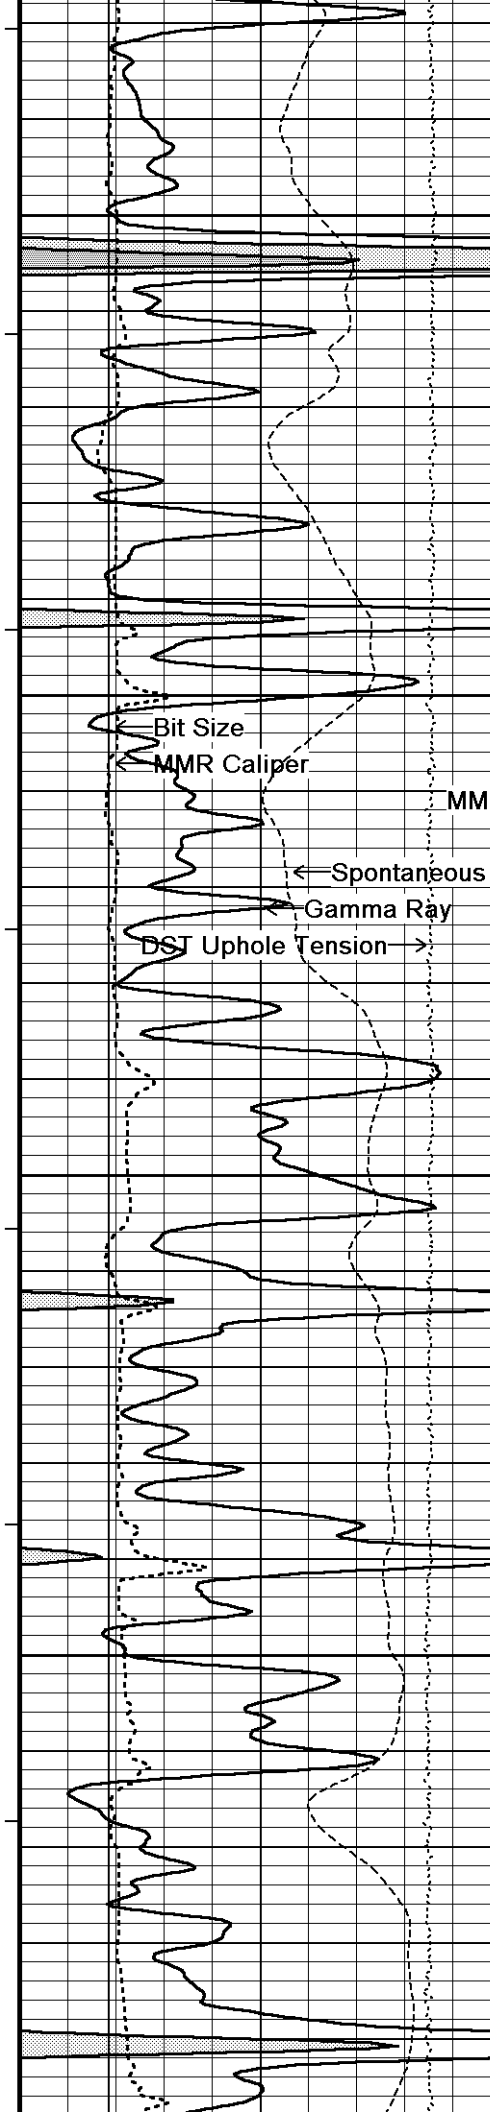 Bit Size
MMR Caliper
MM
Spontaneous
Gamma Ray
DST Uphole Tension